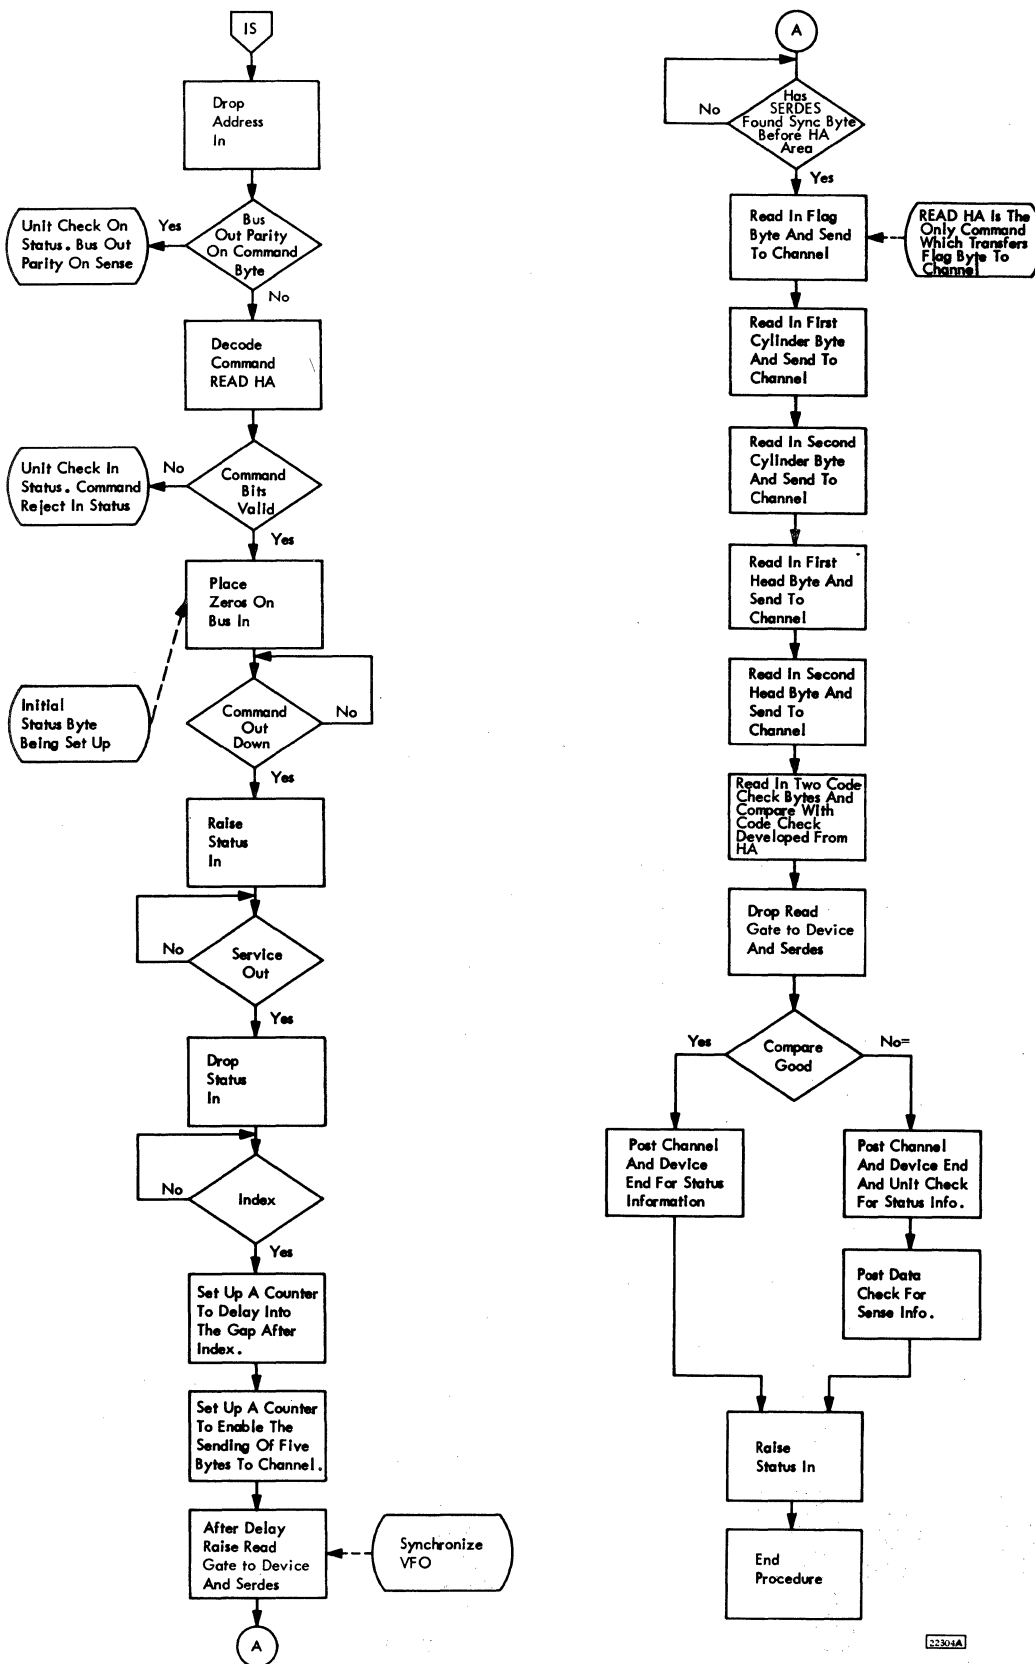 IS
Drop
Address
In
Bus
Out Parity
On Command
Byte
Yes
Unit Check On
Status. Bus Out
Parity On Sense
No
Decode
Command
READ HA
Command
Bits
Valid
No
Unit Check In
Status. Command
Reject In Status
Yes
Place
Zeros On
Bus In
Initial
Status Byte
Being Set Up
Command
Out
Down
No
Yes
Raise
Status
In
Service
Out
No
Yes
Drop
Status
In
Index
No
Yes
Set Up A Counter
To Delay Into
The Gap After
Index.
Set Up A Counter
To Enable The
Sending Of Five
Bytes To Channel.
After Delay
Raise Read
Gate to Device
And Serdes
Synchronize
VFO
A
A
Has
SERDES
Found Sync Byte
Before HA
Area
No
Yes
Read In Flag
Byte And Send
To Channel
READ HA Is The
Only Command
Which Transfers
Flag Byte To
Channel
Read In First
Cylinder Byte
And Send To
Channel
Read In Second
Cylinder Byte
And Send To
Channel
Read In First
Head Byte And
Send To
Channel
Read In Second
Head Byte And
Send To
Channel
Read In Two Code
Check Bytes And
Compare With
Code Check
Developed From
HA
Drop Read
Gate to Device
And Serdes
Compare
Good
Yes
No=
Post Channel
And Device
End For Status
Information
Post Channel
And Device End
And Unit Check
For Status Info.
Post Data
Check For
Sense Info.
Raise
Status In
End
Procedure
22304A